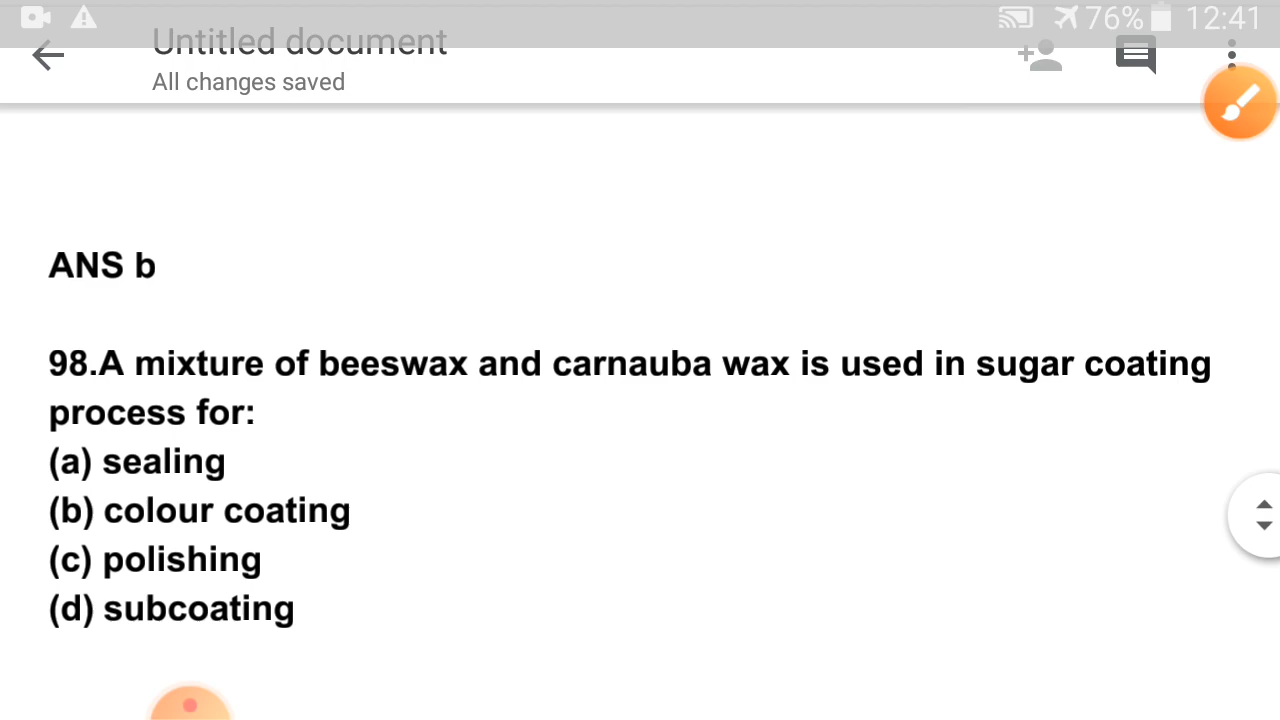 76% 12:41
Untitled document
All changes saved
ANS b
98.A mixture of beeswax and carnauba wax is used in sugar coating
process for:
(a) sealing
(b) colour coating
(c) polishing
(d) subcoating